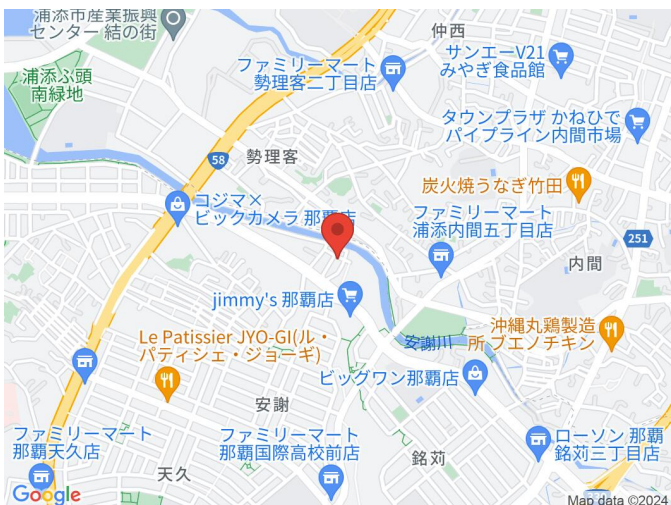 浦添市産業振興
センター 結の街
仲西
サンエーV21
みやぎ食品館
ファミリーマート
勢理客二丁目店
浦添ふ頭
南緑地
タウンプラザ かねひで
パイプライン内間市場
58
勢理客
炭火焼うなぎ竹田
コジマ×
ビックカメラ 那覇店
ファミリーマート
浦添内間五丁目店
251
内間
jimmy's 那覇店
沖縄丸鶏製造
所 ブエノチキン
Le Patissier JYO-GI(ル・
パティシェ・ジョーギ)
安謝川
ビッグワン那覇店
安謝
ファミリーマート
那覇天久店
ファミリーマート
那覇国際高校前店
銘苅
ローソン 那覇
銘苅三丁目店
天久
Google
Map data ©2024